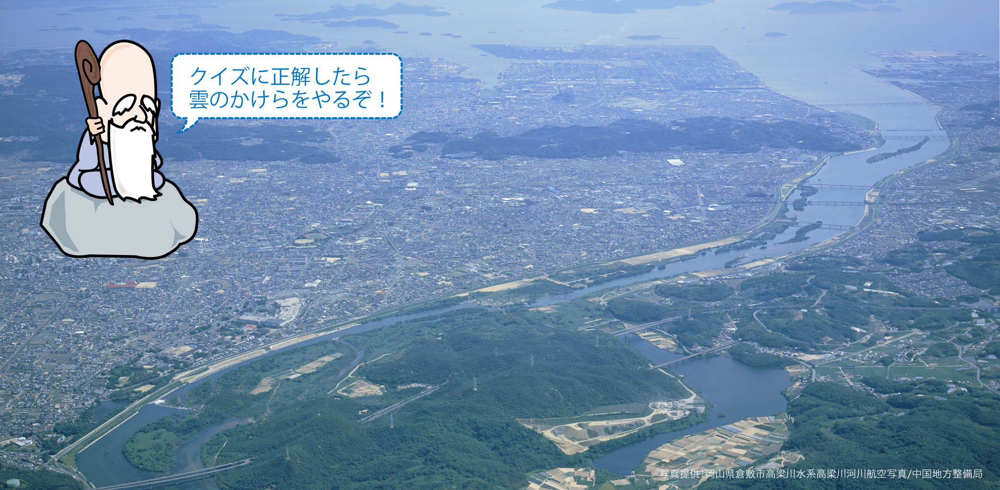 クイズに正解したら
雲のかけらをやるぞ！
写真提供：岡山県倉敷市高梁川水系高梁川河川航空写真/中国地方整備局